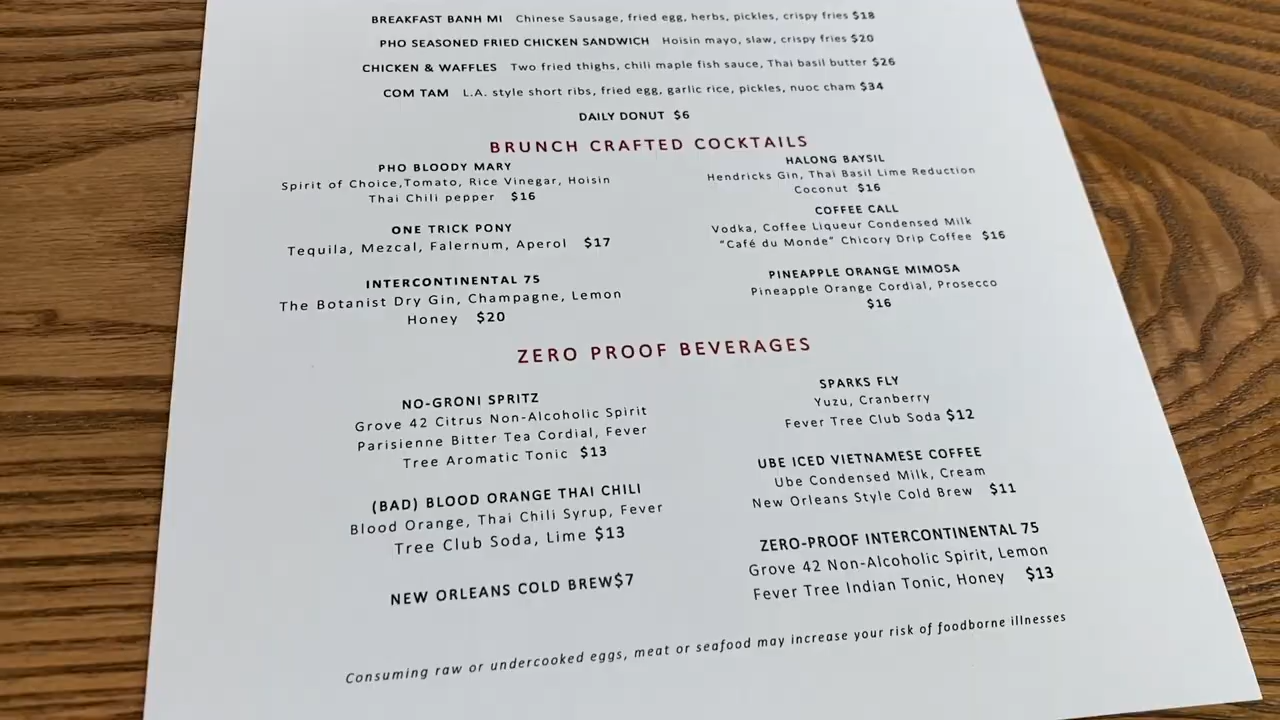 BREAKFAST BANH MI Chinese Sausage, fried egg, herbs, pickles, crispy fries $18
PHO SEASONED FRIED CHICKEN SANDWICH Hoisin mayo, slaw, crispy fries $20
CHICKEN & WAFFLES Two fried thighs, chili maple fish sauce, Thai basil butter $26
COM TAM L.A. style short ribs, fried egg, garlic rice, pickles, nuoc cham $34
DAILY DONUT $6
BRUNCH CRAFTED COCKTAILS
PHO BLOODY MARY
Spirit of Choice,Tomato, Rice Vinegar, Hoisin
Thai Chili pepper $16
ONE TRICK PONY
Tequila, Mezcal, Falernum, Aperol $17
INTERCONTINENTAL 75
The Botanist Dry Gin, Champagne, Lemon
Honey $20
HALONG BAYSIL
Hendricks Gin, Thai Basil Lime Reduction
Coconut $16
COFFEE CALL
Vodka, Coffee Liqueur Condensed Milk
“Café du Monde” Chicory Drip Coffee $16
PINEAPPLE ORANGE MIMOSA
Pineapple Orange Cordial, Prosecco
$16
ZERO PROOF BEVERAGES
NO-GRONI SPRITZ
Grove 42 Citrus Non-Alcoholic Spirit
Parisienne Bitter Tea Cordial, Fever
Tree Aromatic Tonic $13
(BAD) BLOOD ORANGE THAI CHILI
Blood Orange, Thai Chili Syrup, Fever
Tree Club Soda, Lime $13
NEW ORLEANS COLD BREW$7
SPARKS FLY
Yuzu, Cranberry
Fever Tree Club Soda $12
UBE ICED VIETNAMESE COFFEE
Ube Condensed Milk, Cream
New Orleans Style Cold Brew $11
ZERO-PROOF INTERCONTINENTAL 75
Grove 42 Non-Alcoholic Spirit, Lemon
Fever Tree Indian Tonic, Honey $13
Consuming raw or undercooked eggs, meat or seafood may increase your risk of foodborne illnesses